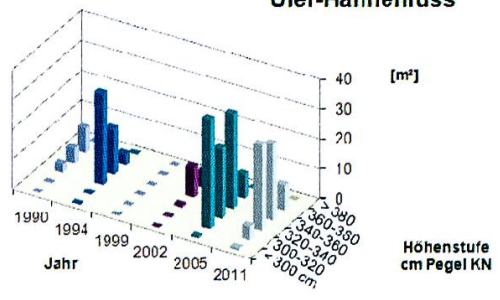 Ufer-Hahnenfuss
[m²]
40
30
20
10
0
1990
1994
1999
2002
2005
2011
Jahr
> 380
360-380
340-360
320-340
300-320
< 300 cm
Höhenstufe
cm Pegel KN